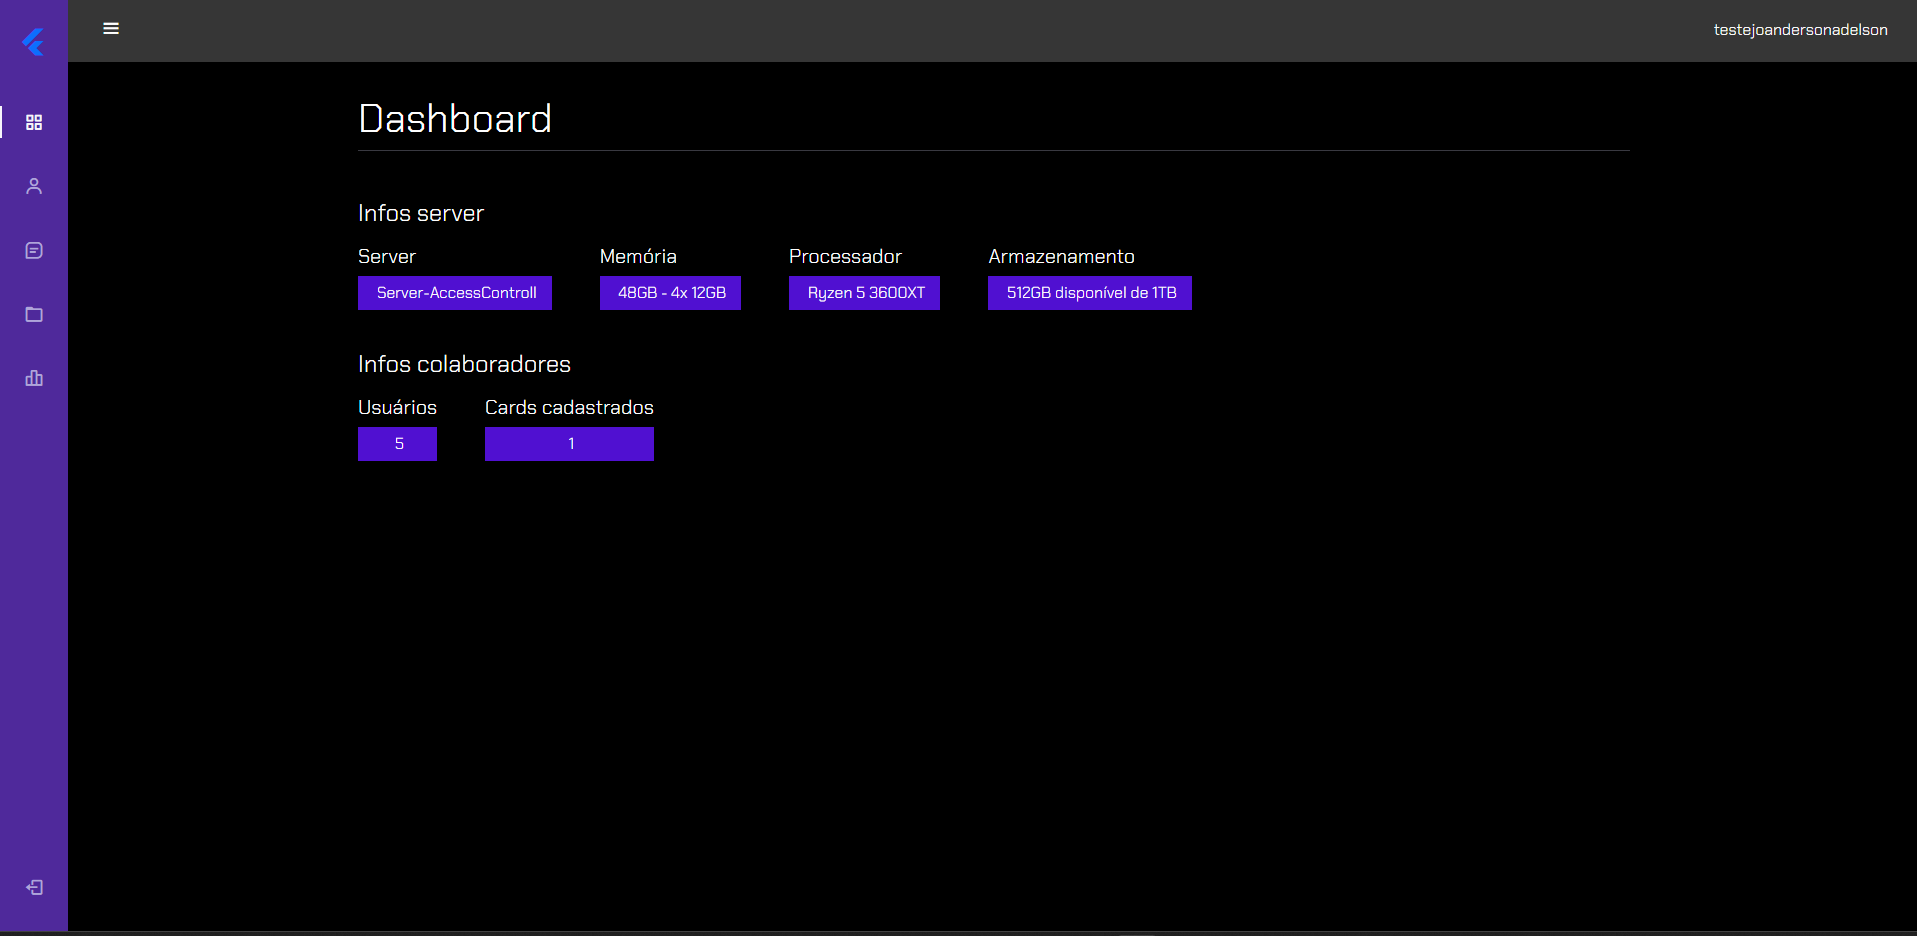 testejoandersonadelson
Dashboard
Infos server
Server Memória Processador Armazenamento
Server-AccessControll 48GB - 4x 12GB Ryzen 5 3600XT 512GB disponível de 1TB
Infos colaboradores
Usuários Cards cadastrados
5 1